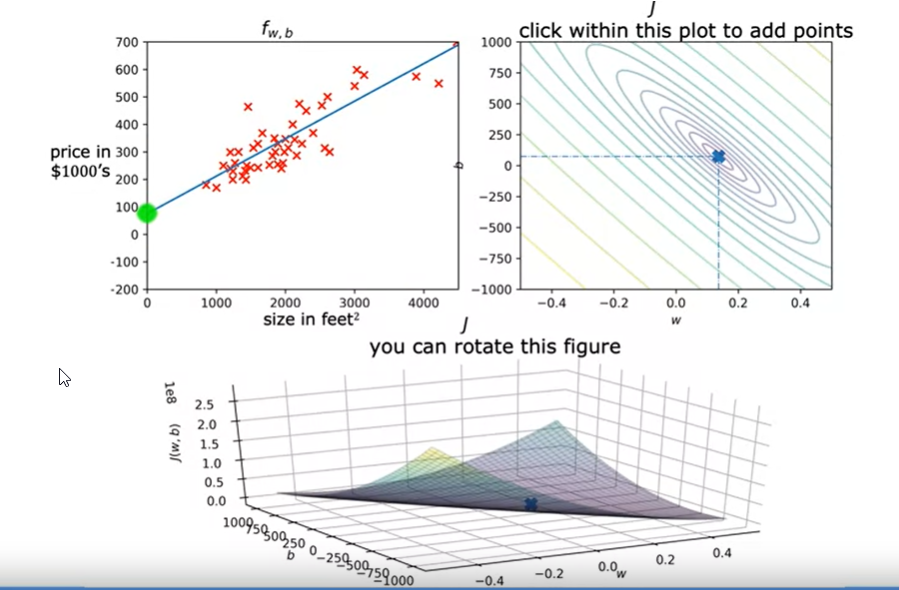 f w,b
700
600
500
400
300
200
100
0
-100
-200
price in
$1000's
0 1000 2000 3000 4000
size in feet²
J
click within this plot to add points
1000
750
500
250
0
−250
−500
−750
−1000
b
−0.4 −0.2 0.0 0.2 0.4
w
J
you can rotate this figure
1e8
J(w, b)
2.5
2.0
1.5
1.0
0.5
0.0
1000 750 500 250 0 −250 −500 −750 −1000
b
−0.4 −0.2 0.0 0.2 0.4
w